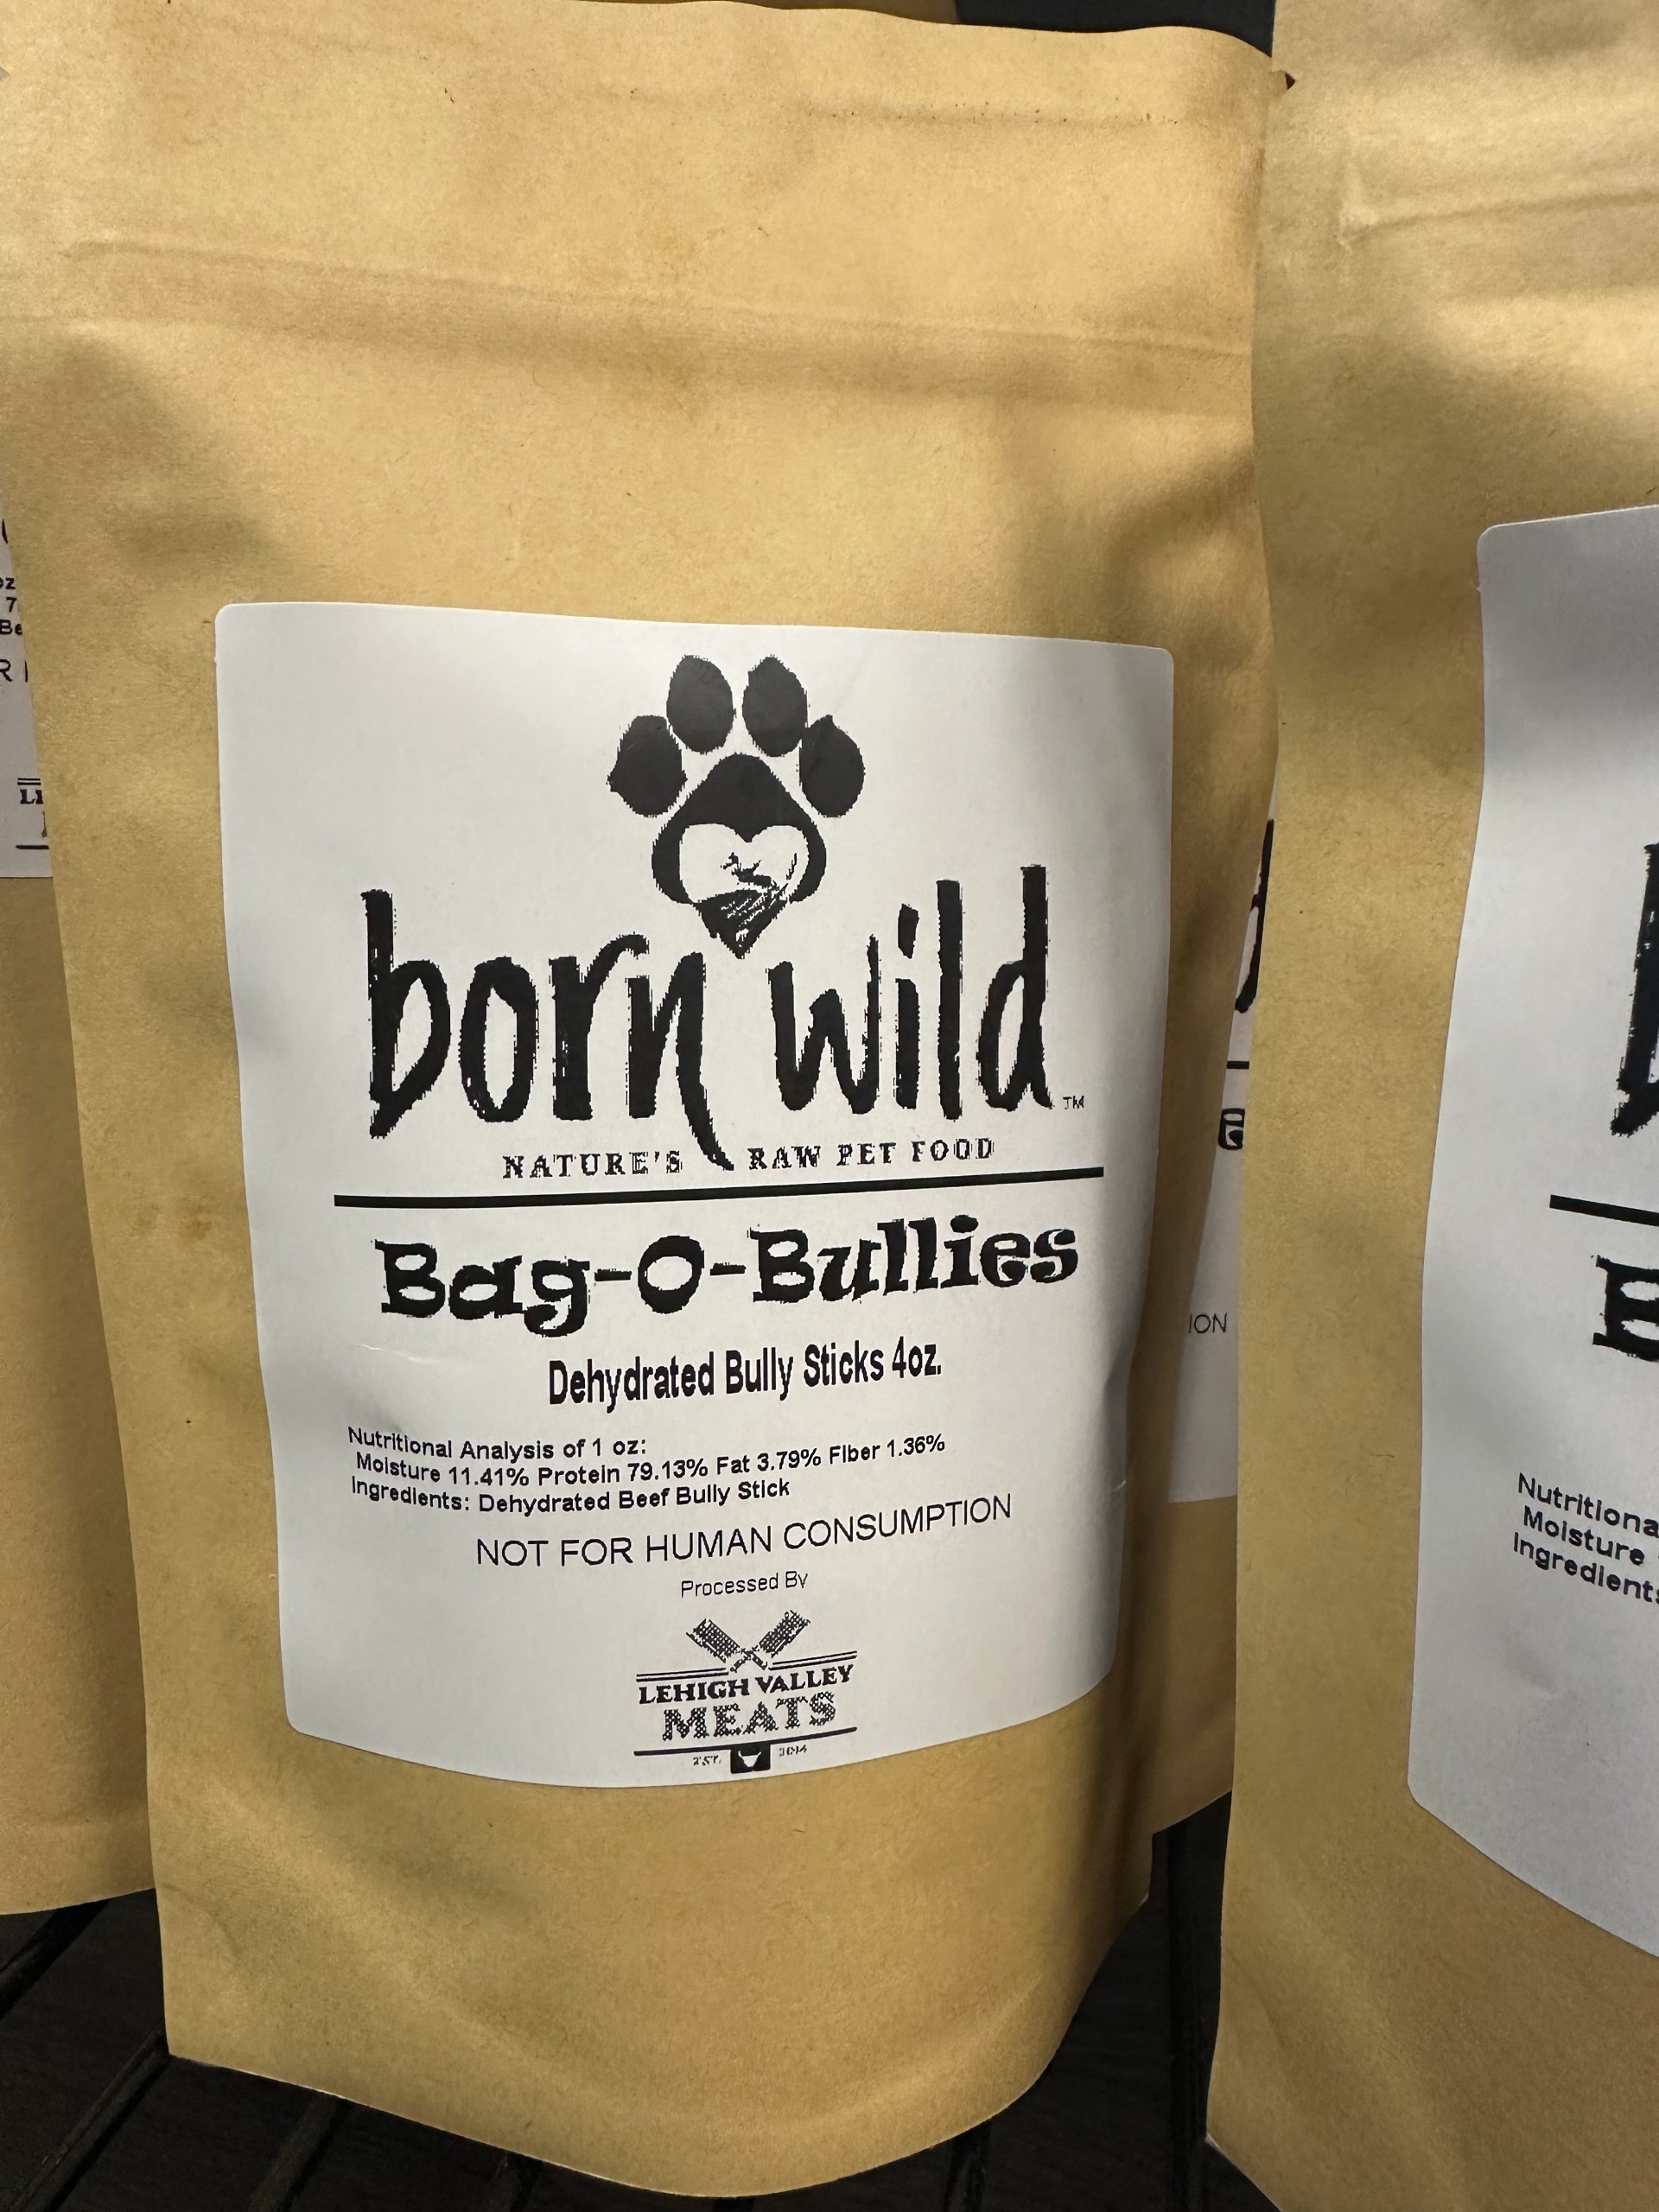 born wild TM
NATURE'S RAW PET FOOD
Bag-O-Bullies
Dehydrated Bully Sticks 4oz.
Nutritional Analysis of 1 oz:
Moisture 11.41% Protein 79.13% Fat 3.79% Fiber 1.36%
Ingredients: Dehydrated Beef Bully Stick
NOT FOR HUMAN CONSUMPTION
Processed By
LEHIGH VALLEY
MEATS
EST.
ION
Nutritiona
Moisture
Ingredients